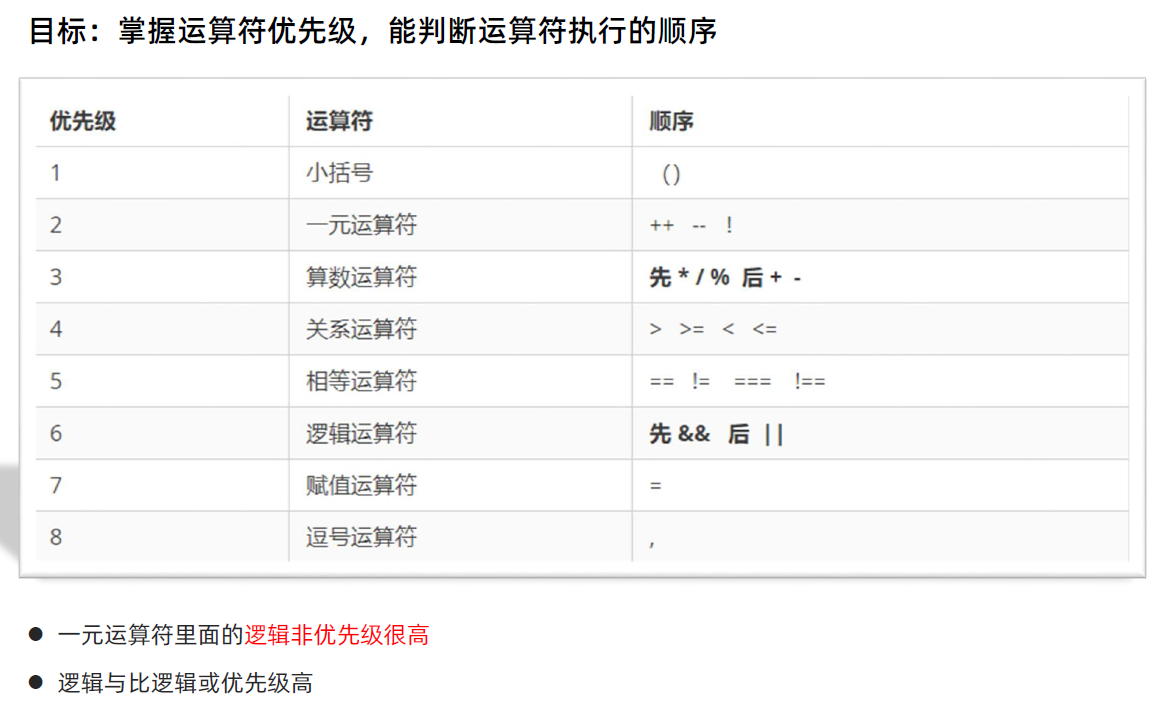 目标：掌握运算符优先级，能判断运算符执行的顺序
优先级 运算符 顺序
1 小括号 ()
2 一元运算符 ++ -- !
3 算数运算符 先 * / % 后 + -
4 关系运算符 > >= < <=
5 相等运算符 == != === !==
6 逻辑运算符 先 && 后 ||
7 赋值运算符 =
8 逗号运算符 ,
● 一元运算符里面的逻辑非优先级很高
● 逻辑与比逻辑或优先级高